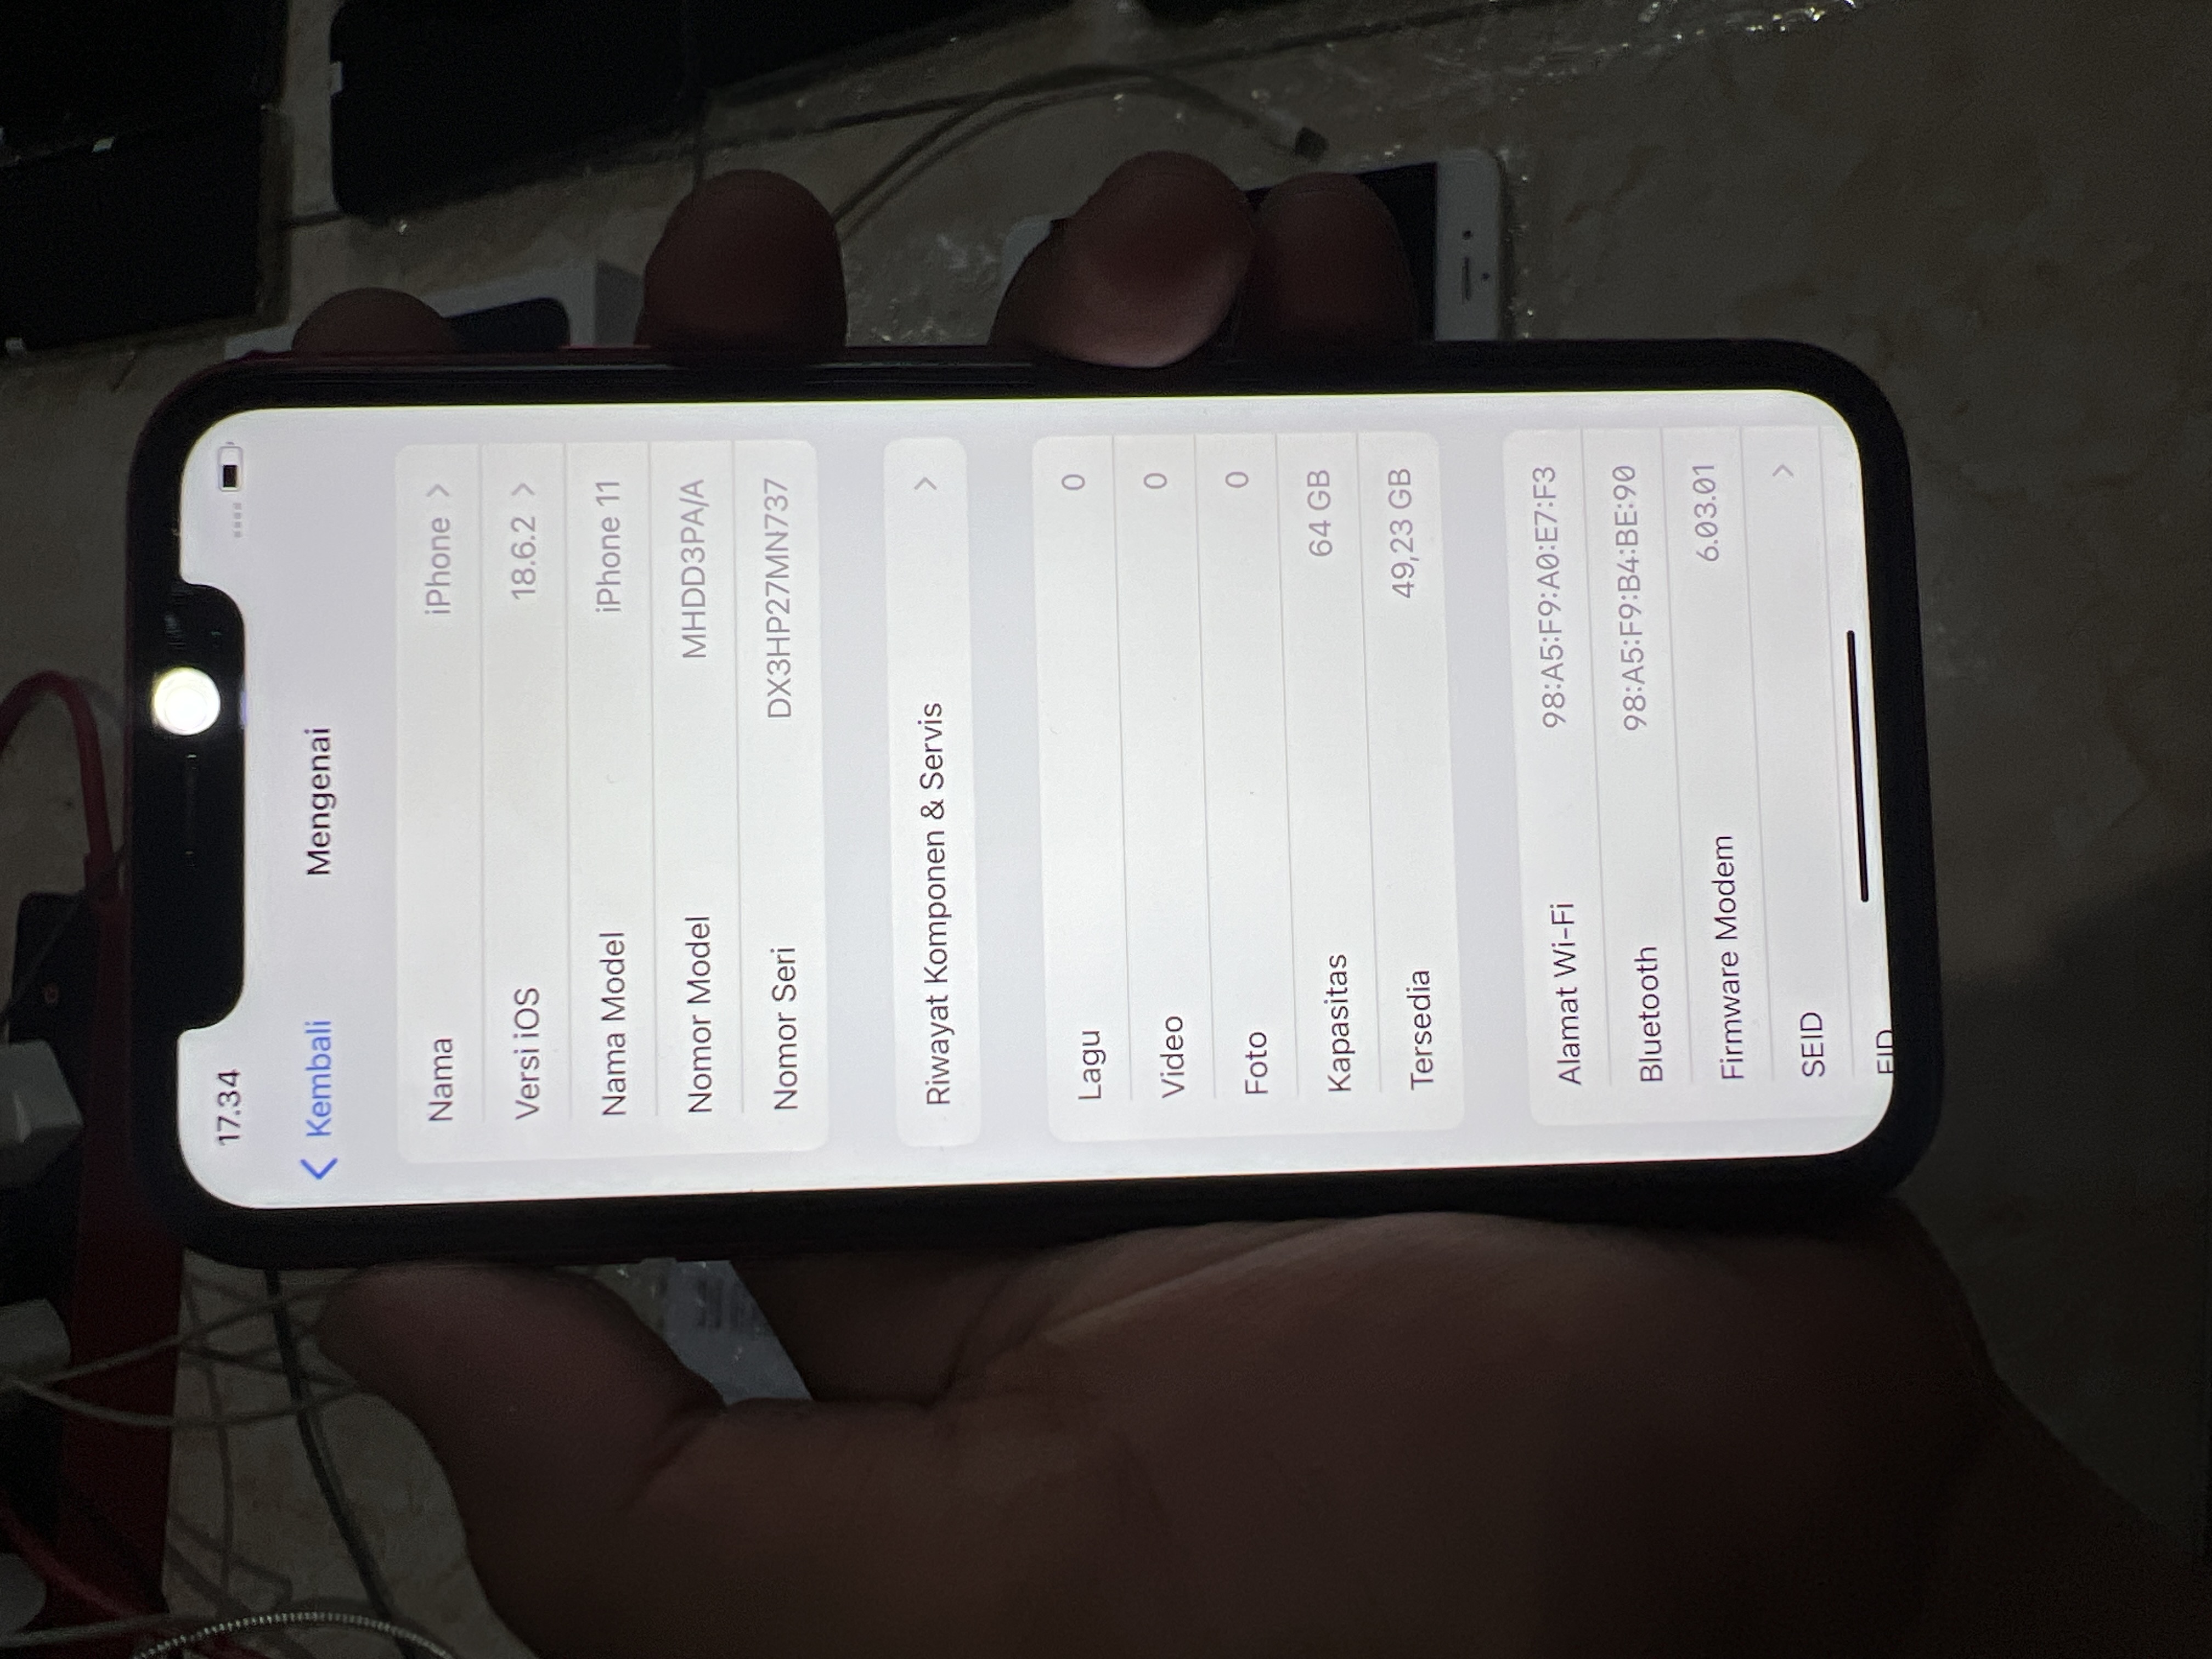 17.34
Kembali
Mengenai
Nama iPhone
Versi iOS 18.6.2
Nama Model iPhone 11
Nomor Model MHDD3PA/A
Nomor Seri DX3HP27MN737
Riwayat Komponen & Servis
Lagu 0
Video 0
Foto 0
Kapasitas 64 GB
Tersedia 49,23 GB
Alamat Wi-Fi 98:A5:F9:A0:E7:F3
Bluetooth 98:A5:F9:B4:BE:90
Firmware Modem 6.03.01
SEID
EID